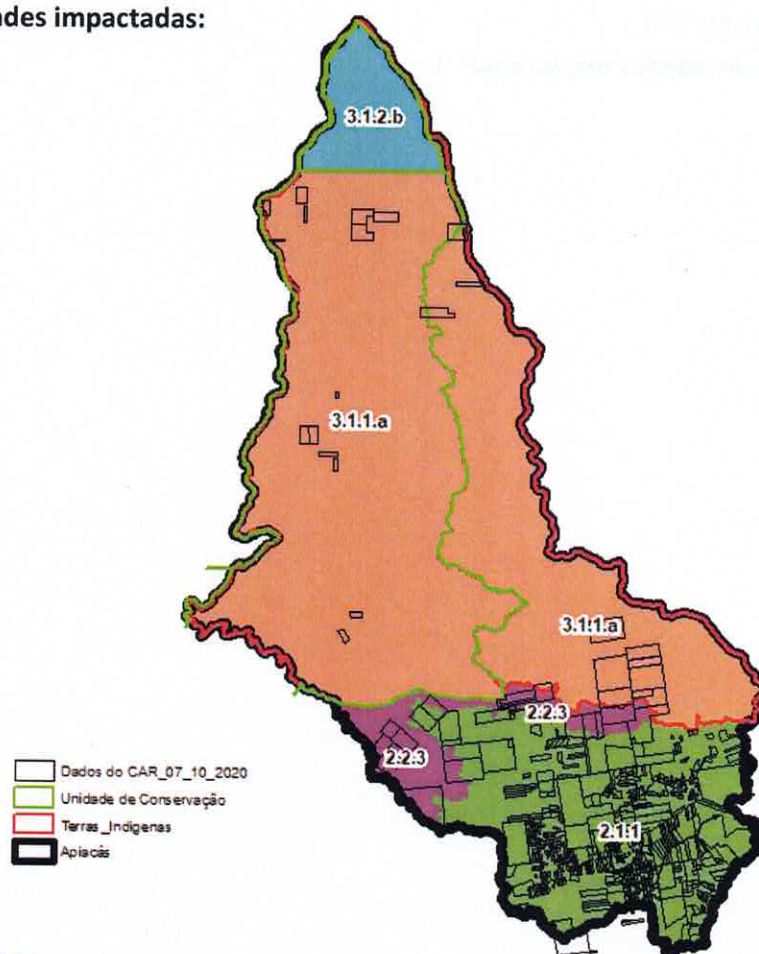 des impactadas:
3.1.2.b
3.1.1.a
3.1.1.a
2.2.3
2.2.3
2.1.1
Dados do CAR_07_10_2020
Unidade de Conservação
Terras_Indigenas
Apiacás